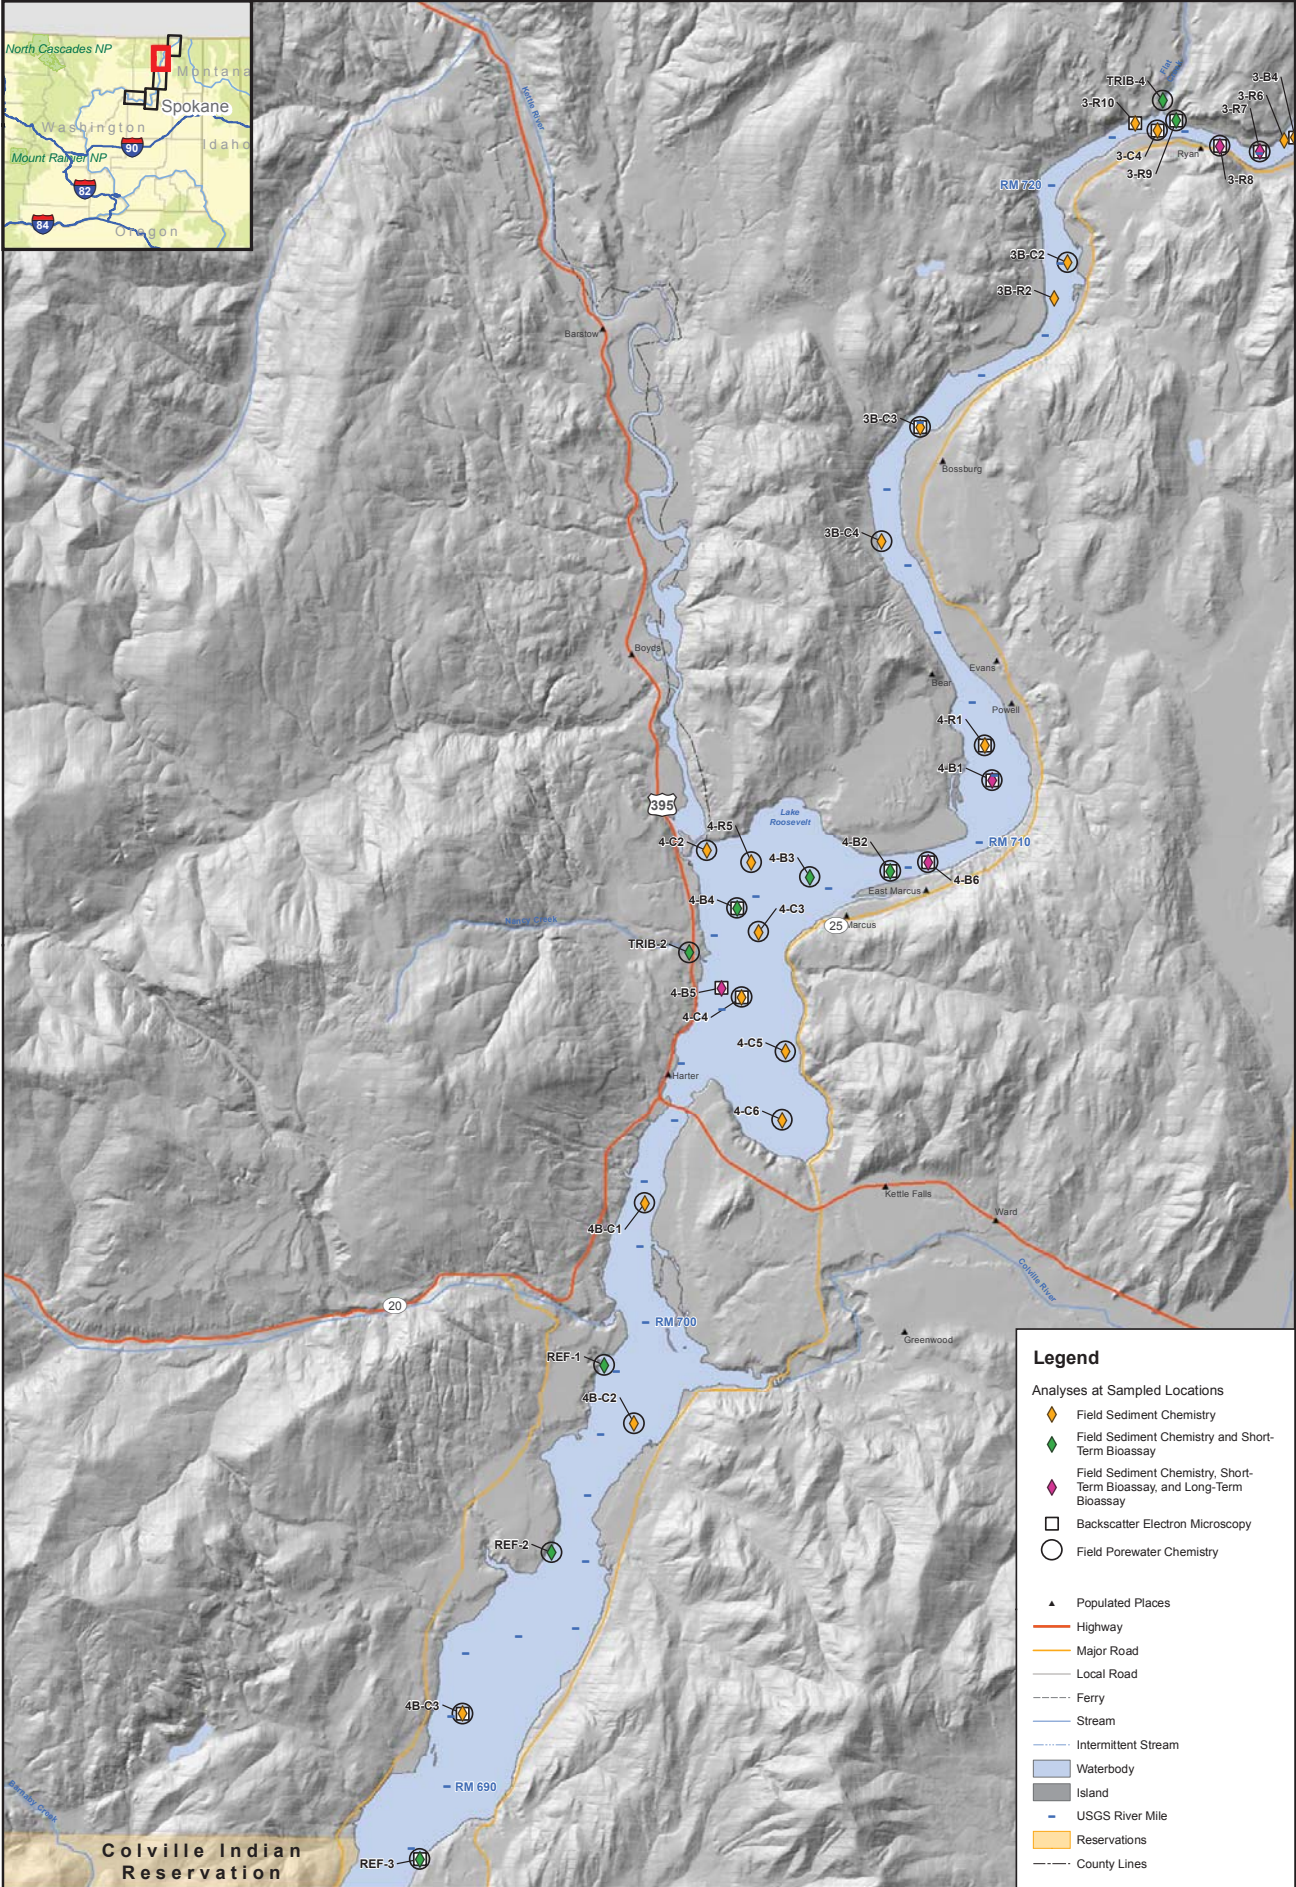 North Cascades NP
Montana
Spokane
Washington
90
Idaho
Mount Rainier NP
82
84
Oregon
Kettle River
Flat
TRIB-4
3-B4
3-R6
3-R10
3-R7
3-C4
Ryan
3-R9
3-R8
RM 720
3B-C2
3B-R2
Barstow
3B-C3
Bossburg
3B-C4
Boyds
Evans
Bear
Powell
4-R1
4-B1
395
Lake
Roosevelt
4-R5
4-C2
4-B2
RM 710
4-B3
4-B6
East Marcus
4-B4
4-C3
25
Marcus
Nancy Creek
TRIB-2
4-B5
4-C4
4-C5
Harter
4-C6
Kettle Falls
Ward
4B-C1
Colville River
20
RM 700
Greenwood
REF-1
4B-C2
REF-2
4B-C3
RM 690
Barnaby Creek
Colville Indian
Reservation
REF-3
Legend
Analyses at Sampled Locations
Field Sediment Chemistry
Field Sediment Chemistry and Short-
Term Bioassay
Field Sediment Chemistry, Short-
Term Bioassay, and Long-Term
Bioassay
Backscatter Electron Microscopy
Field Porewater Chemistry
Populated Places
Highway
Major Road
Local Road
Ferry
Stream
Intermittent Stream
Waterbody
Island
USGS River Mile
Reservations
County Lines